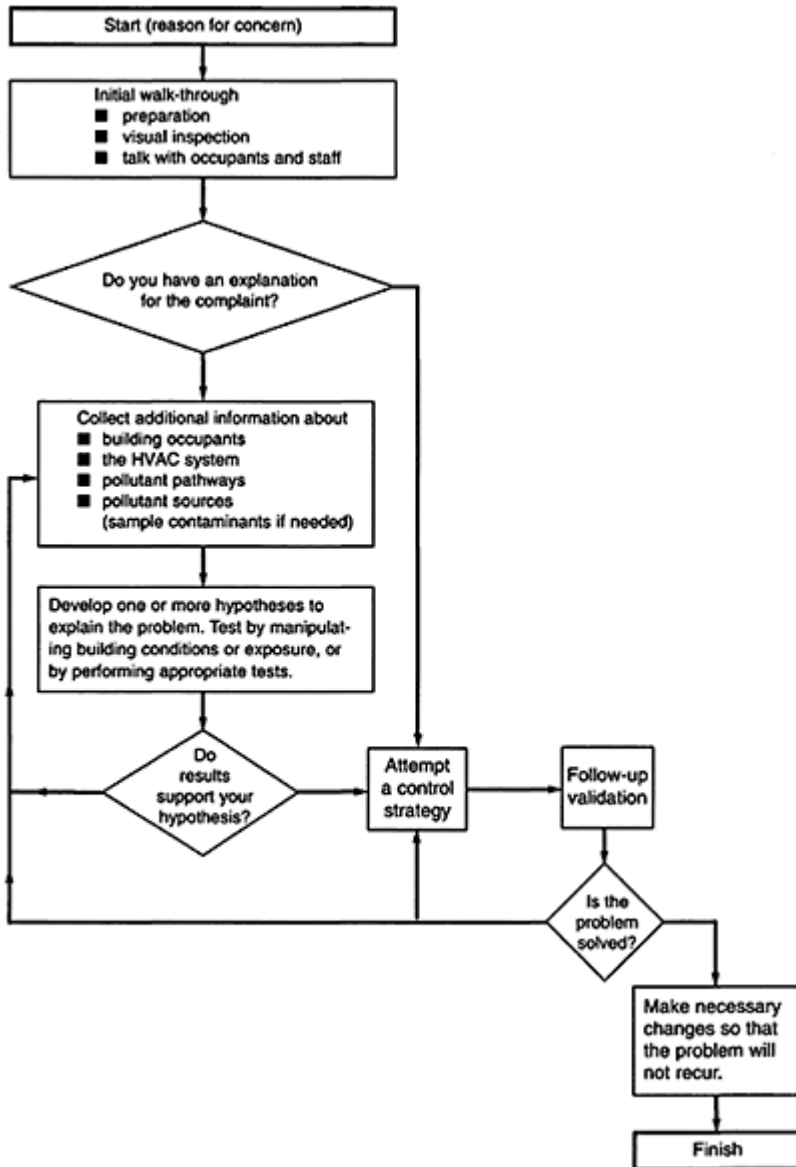 Start (reason for concern)
Initial walk-through
■ preparation
■ visual inspection
■ talk with occupants and staff
Do you have an explanation
for the complaint?
Collect additional information about
■ building occupants
■ the HVAC system
■ pollutant pathways
■ pollutant sources
(sample contaminants if needed)
Develop one or more hypotheses to
explain the problem. Test by manipulat-
ing building conditions or exposure, or
by performing appropriate tests.
Do
results
support your
hypothesis?
Attempt
a control
strategy
Follow-up
validation
Is the
problem
solved?
Make necessary
changes so that
the problem will
not recur.
Finish